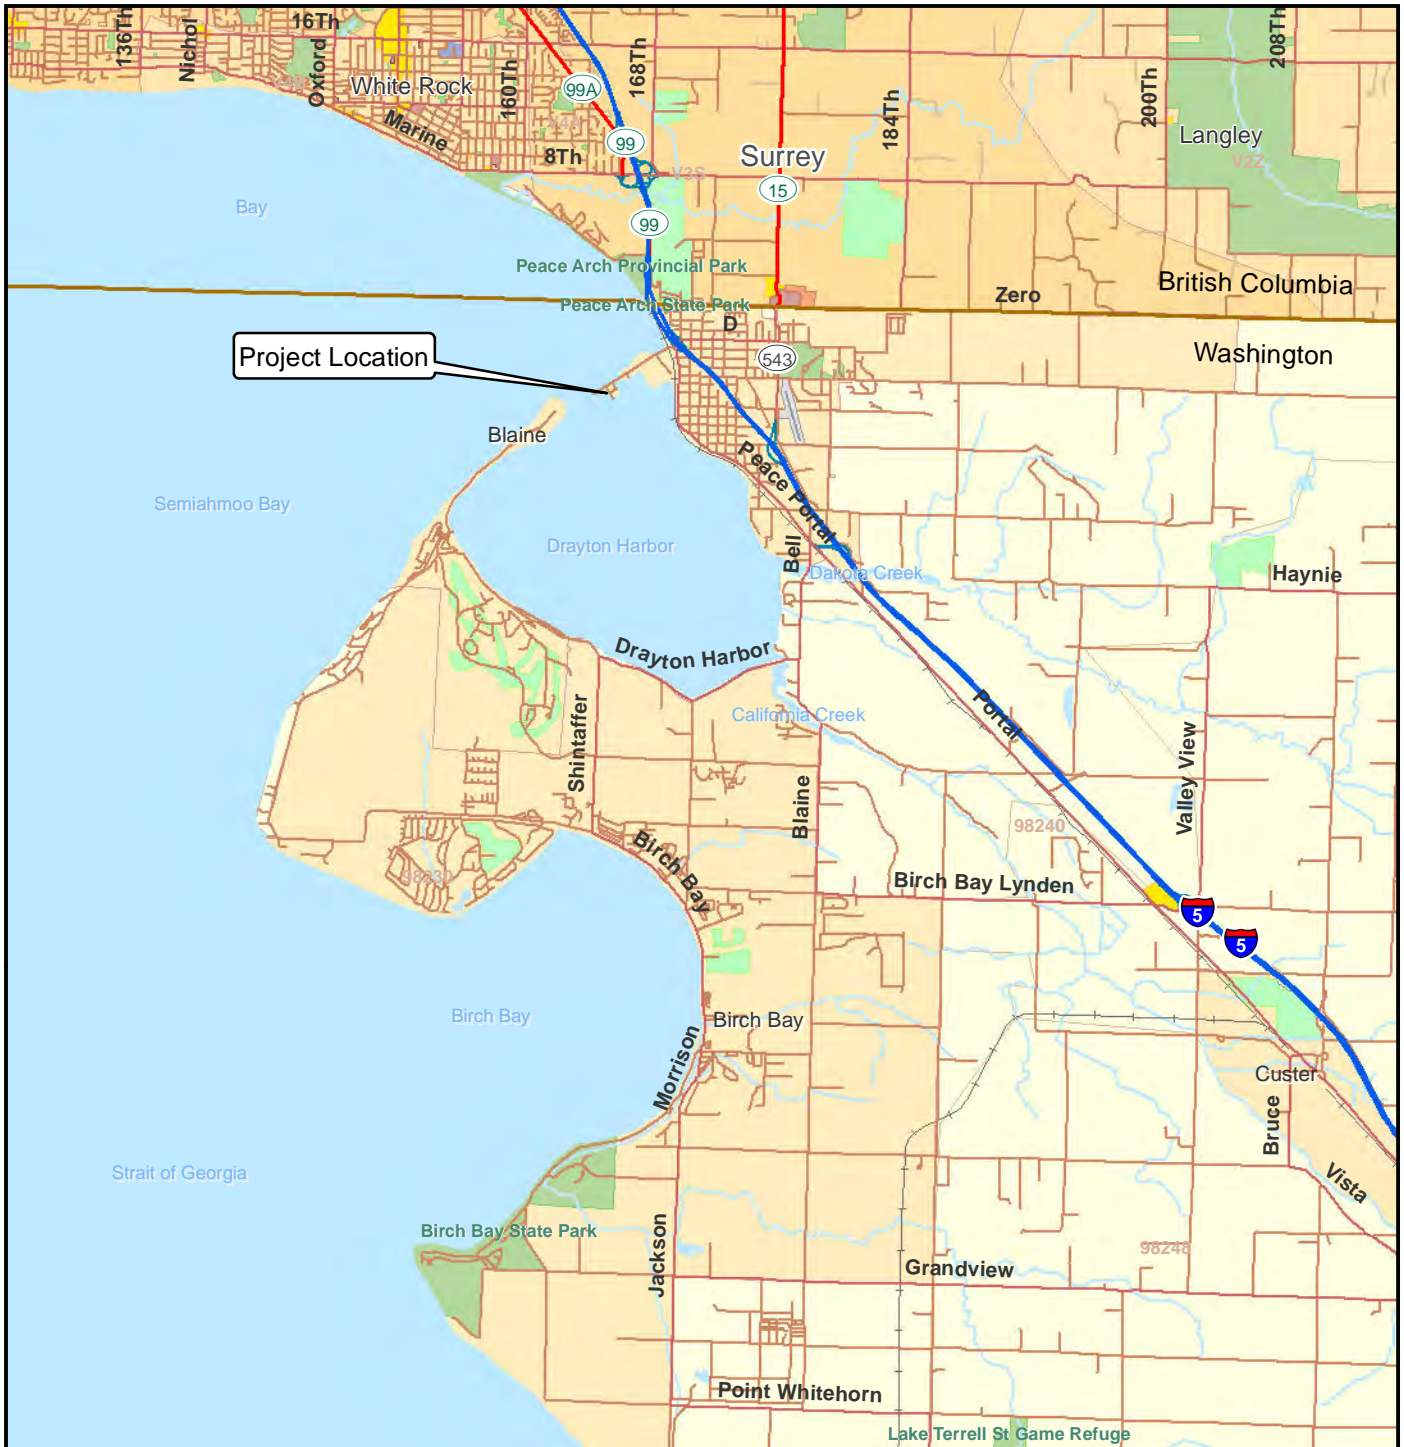 16Th
136Th
Nichol
Oxford
White Rock
160Th
168Th
99A
99
8Th
Marine
V4A
V3S
Surrey
15
184Th
200Th
208Th
Langley
V2Z
Bay
99
Peace Arch Provincial Park
British Columbia
Peace Arch State Park
Zero
D
Project Location
543
Washington
Blaine
Peace Portal
Semiahmoo Bay
Drayton Harbor
Bell
Dakota Creek
Haynie
Drayton Harbor
Shintaffer
California Creek
Portal
Valley View
Blaine
98240
98230
Birch Bay
Birch Bay Lynden
5
5
Birch Bay
Birch Bay
Morrison
Custer
Bruce
Strait of Georgia
Vista
Birch Bay State Park
Jackson
98248
Grandview
Point Whitehorn
Lake Terrell St Game Refuge